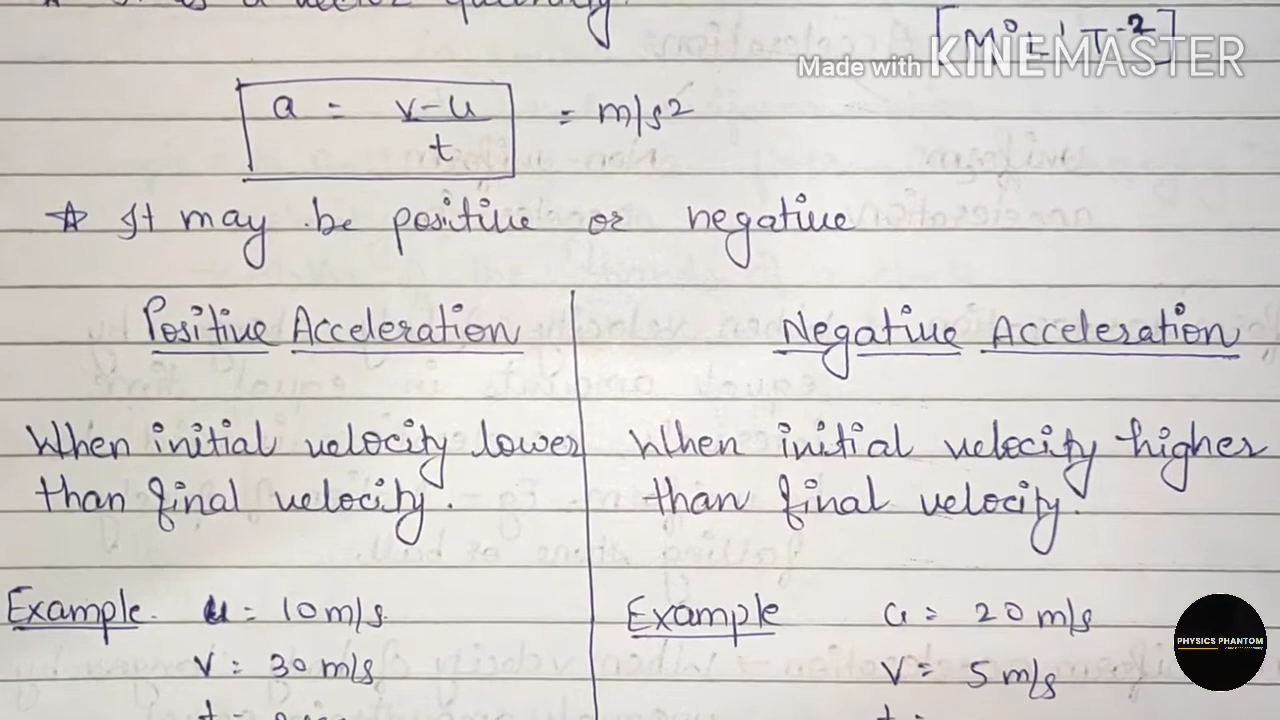 a vector quantity.
[M⁰L¹T⁻²]
Made with KINEMASTER
a = v-u / t = m/s²
☆ It may be positive or negative
Positive Acceleration
When initial velocity lower
than final velocity.
Example. u = 10 m/s.
v = 30 m/s
Negative Acceleration
When initial velocity higher
than final velocity.
Example u = 20 m/s
v = 5 m/s
t =
PHYSICS PHANTOM